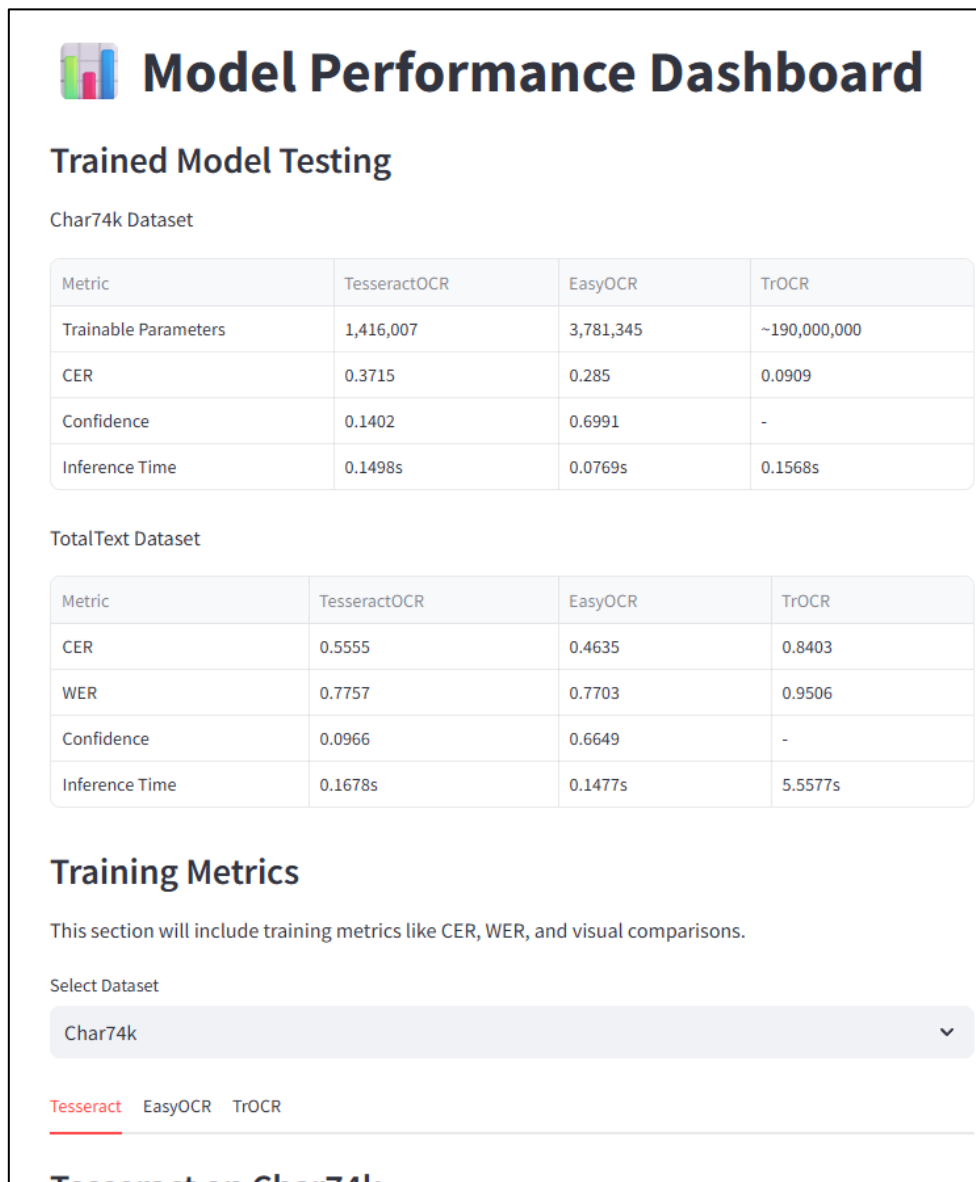 Model Performance Dashboard
Trained Model Testing
Char74k Dataset
Metric TesseractOCR EasyOCR TrOCR
Trainable Parameters 1,416,007 3,781,345 ~190,000,000
CER 0.3715 0.285 0.0909
Confidence 0.1402 0.6991 -
Inference Time 0.1498s 0.0769s 0.1568s
TotalText Dataset
Metric TesseractOCR EasyOCR TrOCR
CER 0.5555 0.4635 0.8403
WER 0.7757 0.7703 0.9506
Confidence 0.0966 0.6649 -
Inference Time 0.1678s 0.1477s 5.5577s
Training Metrics
This section will include training metrics like CER, WER, and visual comparisons.
Select Dataset
Char74k
Tesseract EasyOCR TrOCR
Tesseract on Char74k